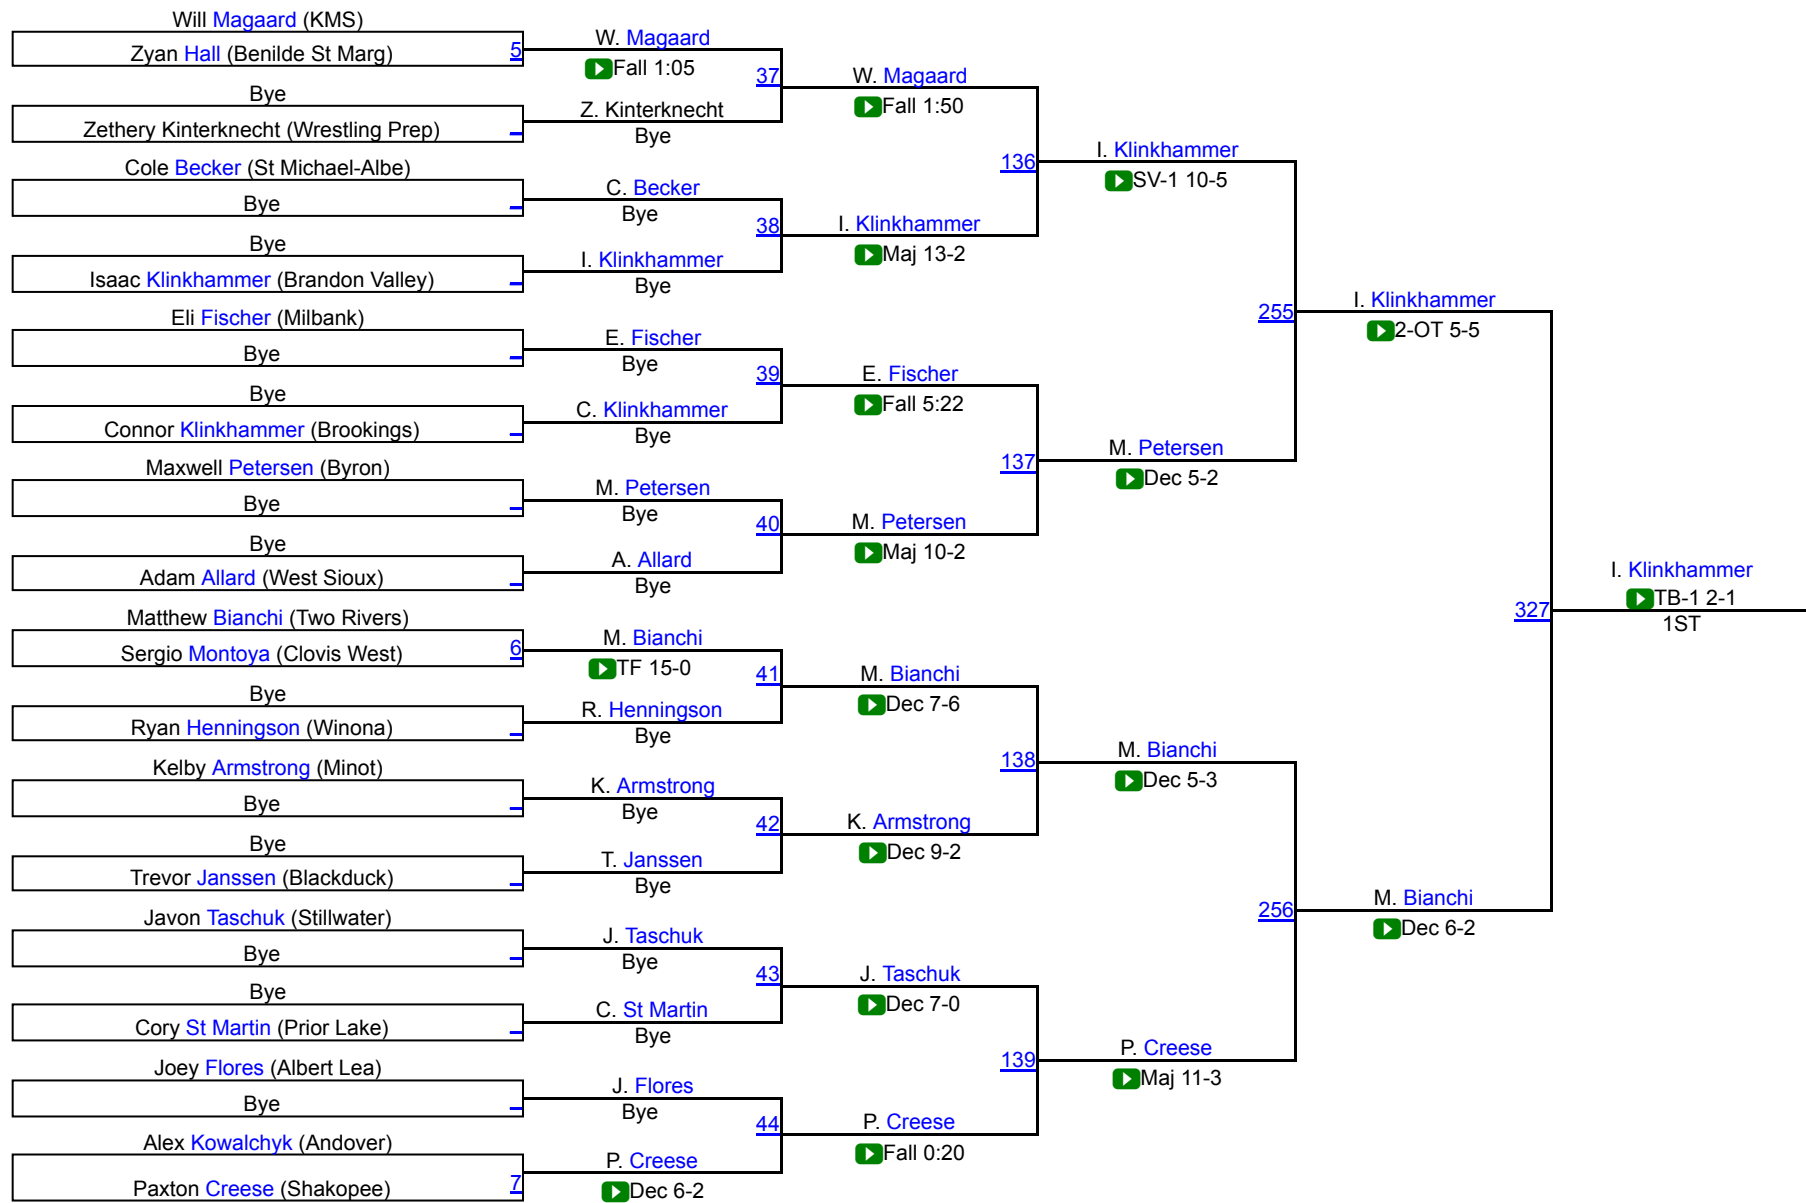 Will Magaard (KMS)
Zyan Hall (Benilde St Marg)
5
Bye
Zethery Kinterknecht (Wrestling Prep)
Cole Becker (St Michael-Albe)
Bye
Bye
Isaac Klinkhammer (Brandon Valley)
Eli Fischer (Milbank)
Bye
Bye
Connor Klinkhammer (Brookings)
Maxwell Petersen (Byron)
Bye
Bye
Adam Allard (West Sioux)
Matthew Bianchi (Two Rivers)
Sergio Montoya (Clovis West)
6
Bye
Ryan Henningson (Winona)
Kelby Armstrong (Minot)
Bye
Bye
Trevor Janssen (Blackduck)
Javon Taschuk (Stillwater)
Bye
Bye
Cory St Martin (Prior Lake)
Joey Flores (Albert Lea)
Bye
Alex Kowalchyk (Andover)
Paxton Creese (Shakopee)
7
W. Magaard
Fall 1:05
37
Z. Kinterknecht
Bye
C. Becker
Bye
38
I. Klinkhammer
Bye
E. Fischer
Bye
39
C. Klinkhammer
Bye
M. Petersen
Bye
40
A. Allard
Bye
M. Bianchi
TF 15-0
41
R. Henningson
Bye
K. Armstrong
Bye
42
T. Janssen
Bye
J. Taschuk
Bye
43
C. St Martin
Bye
J. Flores
Bye
44
P. Creese
Dec 6-2
W. Magaard
Fall 1:50
136
I. Klinkhammer
Maj 13-2
E. Fischer
Fall 5:22
137
M. Petersen
Maj 10-2
M. Bianchi
Dec 7-6
138
K. Armstrong
Dec 9-2
J. Taschuk
Dec 7-0
139
P. Creese
Fall 0:20
I. Klinkhammer
SV-1 10-5
255
M. Petersen
Dec 5-2
M. Bianchi
Dec 5-3
256
P. Creese
Maj 11-3
I. Klinkhammer
2-OT 5-5
327
M. Bianchi
Dec 6-2
I. Klinkhammer
TB-1 2-1
1ST